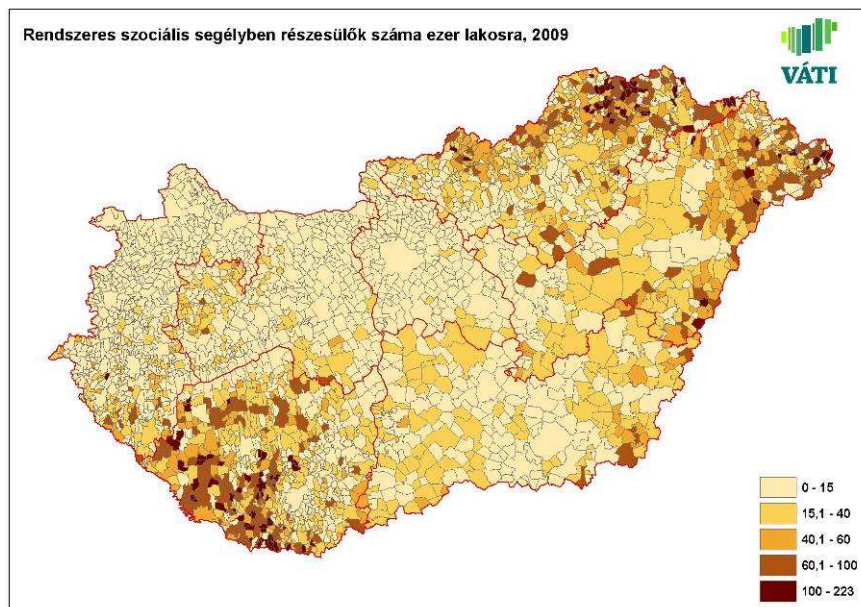 Rendszeres szociális segélyben részesülők száma ezer lakosra, 2009
VÁTI
0 - 15
15,1 - 40
40,1 - 60
60,1 - 100
100 - 223